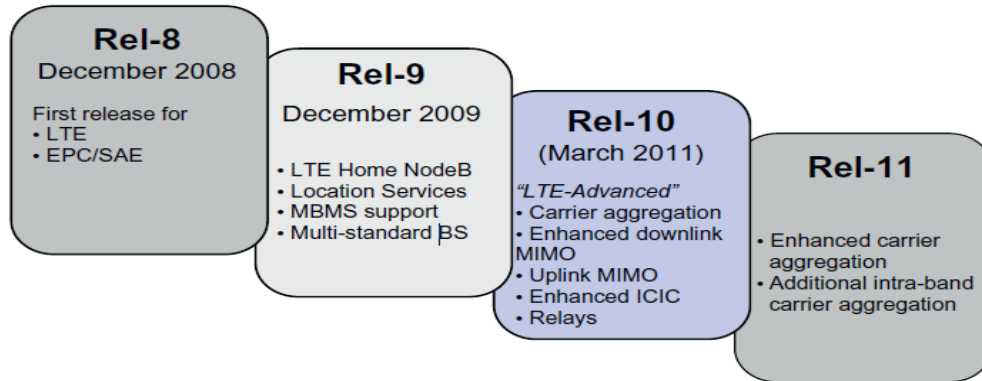 Rel-8
December 2008
First release for
• LTE
• EPC/SAE
Rel-9
December 2009
• LTE Home NodeB
• Location Services
• MBMS support
• Multi-standard BS
Rel-10
(March 2011)
“LTE-Advanced”
• Carrier aggregation
• Enhanced downlink
MIMO
• Uplink MIMO
• Enhanced ICIC
• Relays
Rel-11
• Enhanced carrier
aggregation
• Additional intra-band
carrier aggregation